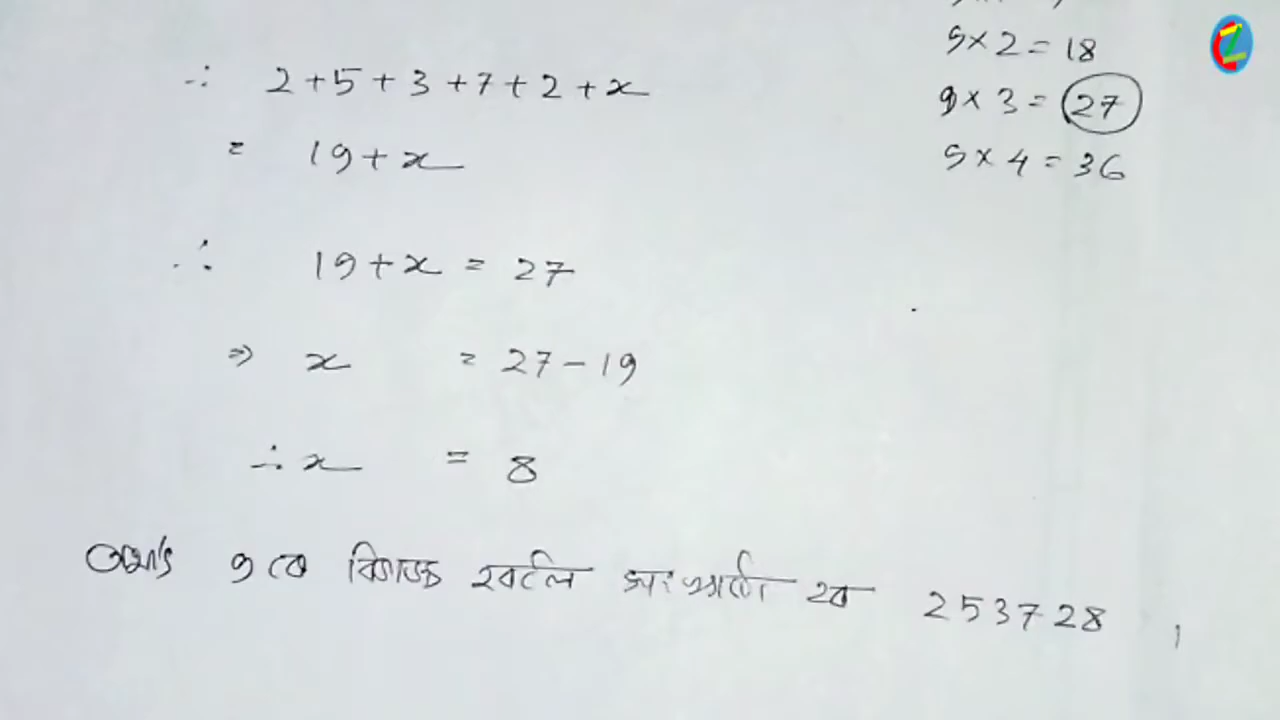 9 × 2 = 18
∴ 2 + 5 + 3 + 7 + 2 + x
9 × 3 = 27
= 19 + x
9 × 4 = 36
∴ 19 + x = 27
⇒ x = 27 - 19
∴ x = 8
9 ৰে বিভাজ্য হবলৈ সংখ্যাটো হব 253728 ।